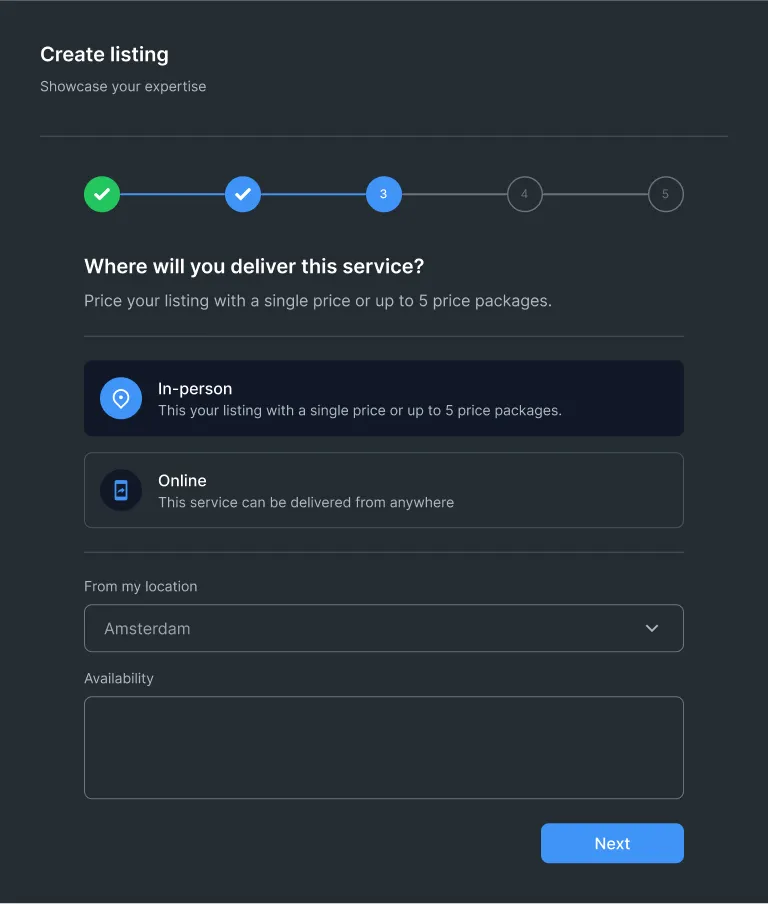 Create listing
Showcase your expertise
3 4 5
Where will you deliver this service?
Price your listing with a single price or up to 5 price packages.
In-person
This your listing with a single price or up to 5 price packages.
Online
This service can be delivered from anywhere
From my location
Amsterdam
Availability
Next